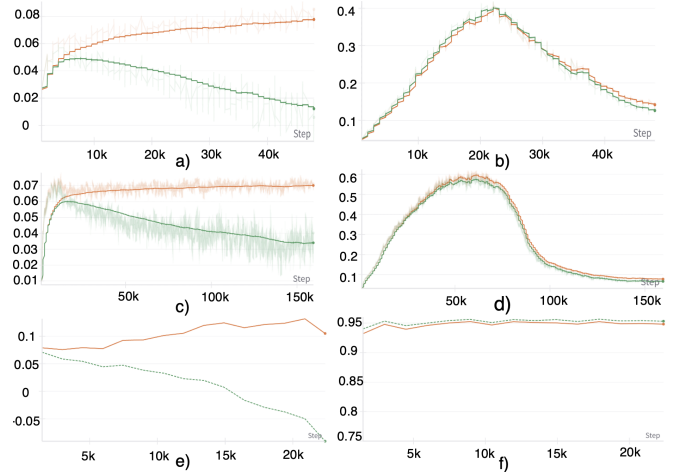 0.08
0.06
0.04
0.02
0
Step
10k
20k
30k
40k
a)
0.4
0.3
0.2
0.1
Step
10k
20k
30k
40k
b)
0.07
0.06
0.05
0.04
0.03
0.02
0.01
Step
50k
100k
150k
c)
0.6
0.5
0.4
0.3
0.2
0.1
Step
50k
100k
150k
d)
0.1
0.05
0
-0.05
Step
5k
10k
15k
20k
e)
0.95
0.9
0.85
0.8
0.75
Step
5k
10k
15k
20k
f)